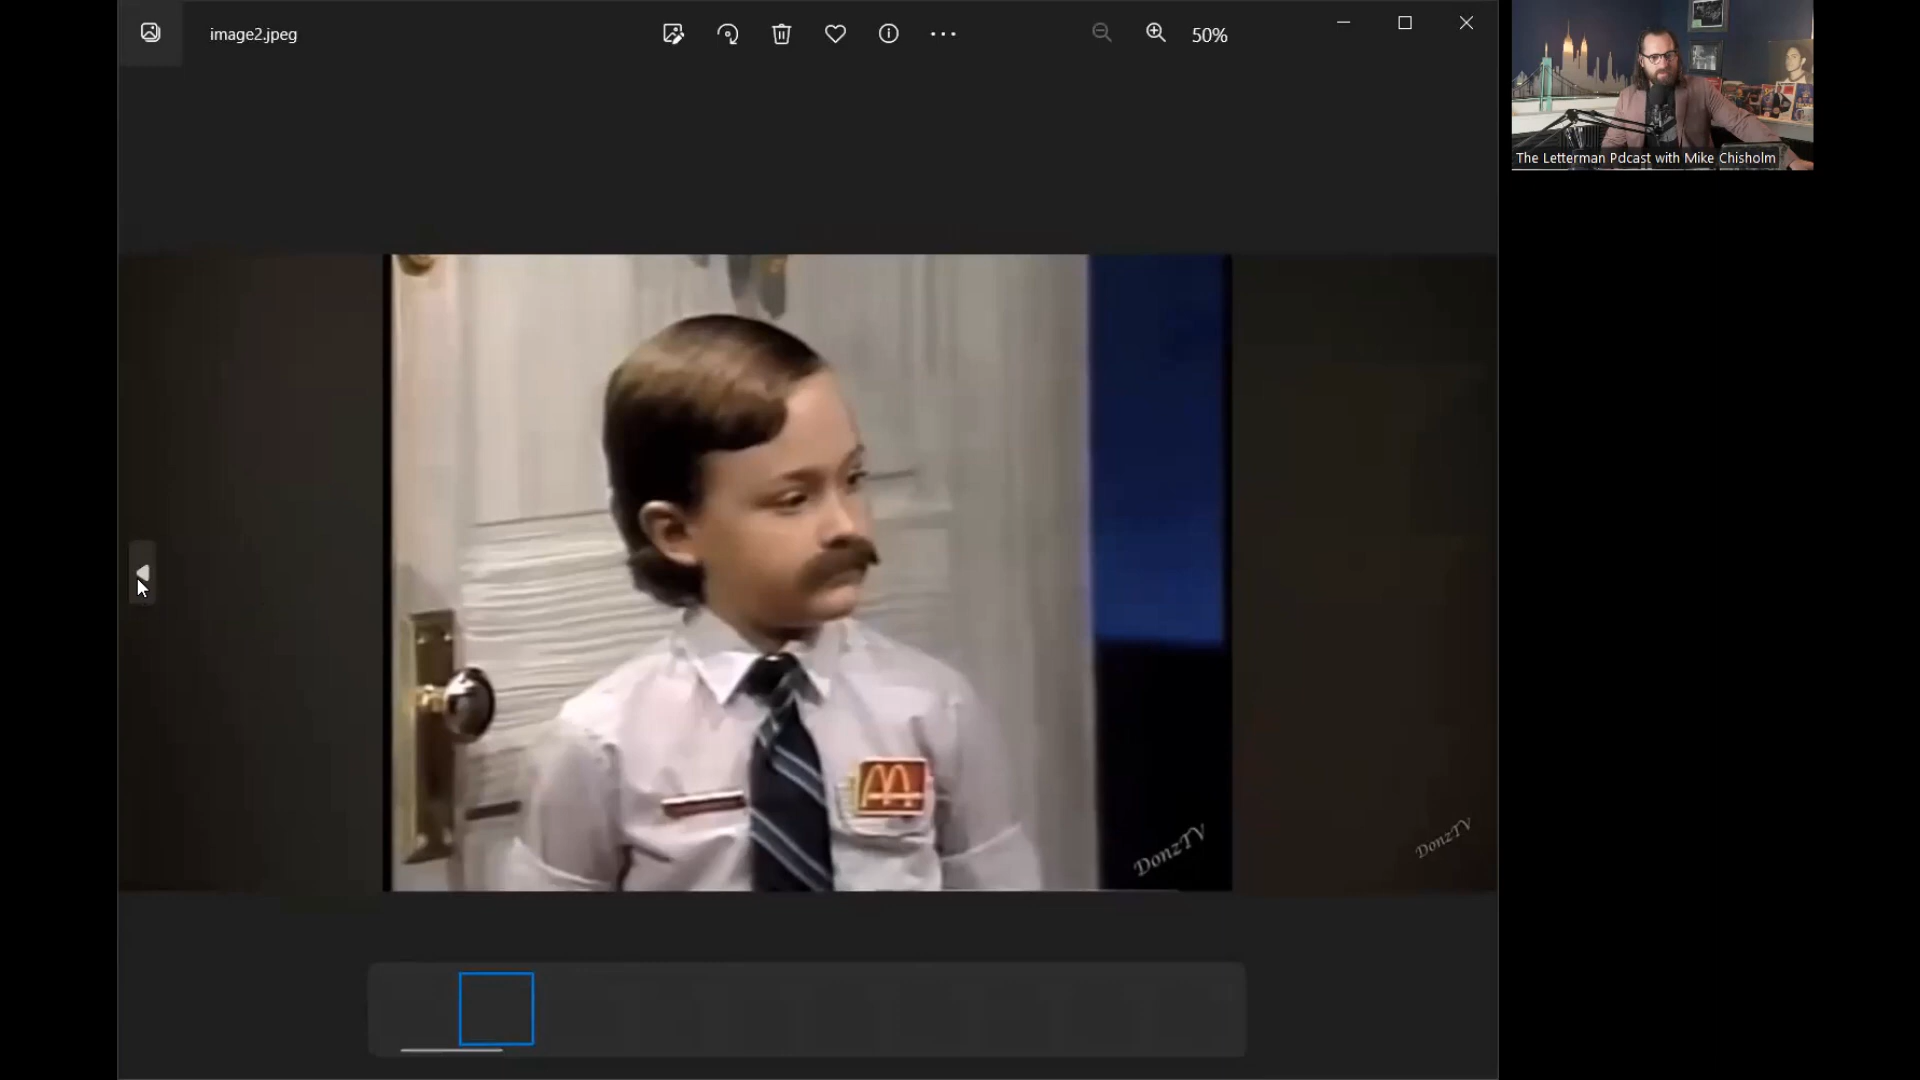 image2.jpeg
50%
The Letterman Pdcast with Mike Chisholm
DonzTV
DonzTV